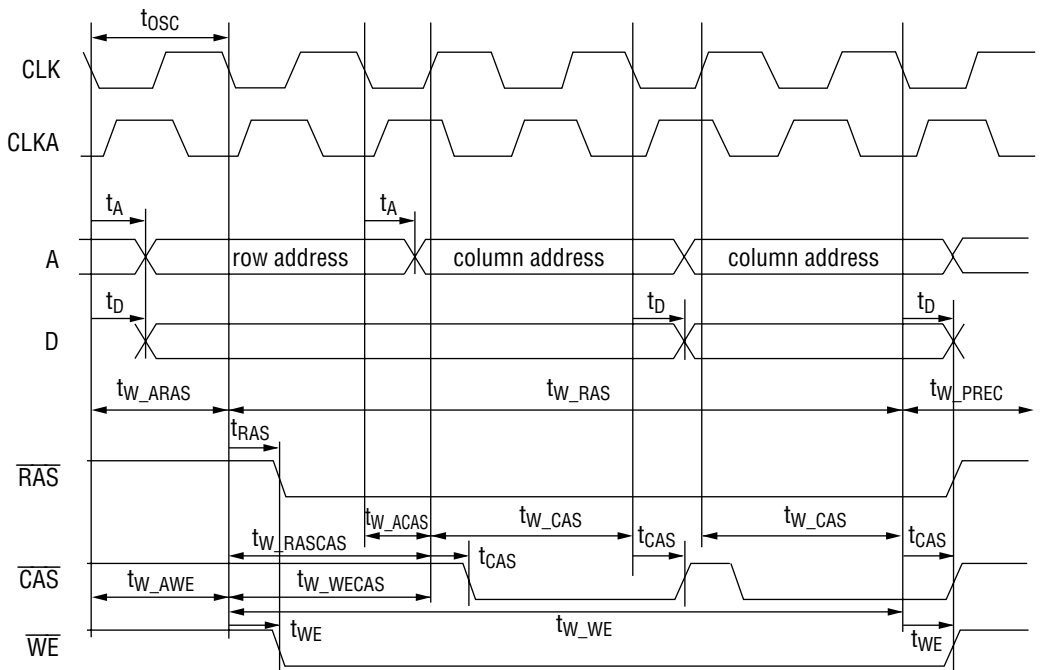 tOSC
CLK
CLKA
tA tA
A row address column address column address
tD tD tD
D
tW_ARAS tW_RAS tW_PREC
tRAS
RAS
tW_ACAS tW_CAS tW_CAS
tW_RASCAS tCAS tCAS tCAS
CAS
tW_AWE tW_WECAS
tWE tW_WE tWE
WE